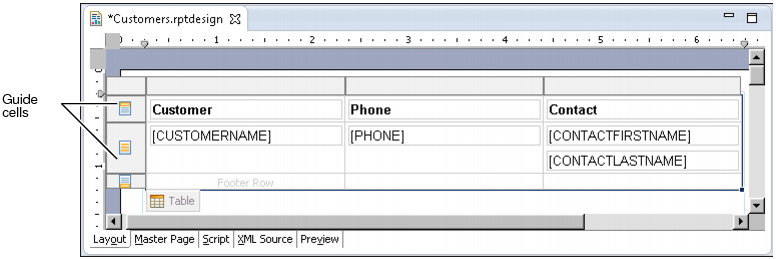 *Customers.rptdesign
1 2 3 4 5 6
Guide
cells
Customer Phone Contact
[CUSTOMERNAME] [PHONE] [CONTACTFIRSTNAME]
[CONTACTLASTNAME]
Footer Row
Table
Layout Master Page Script XML Source Preview